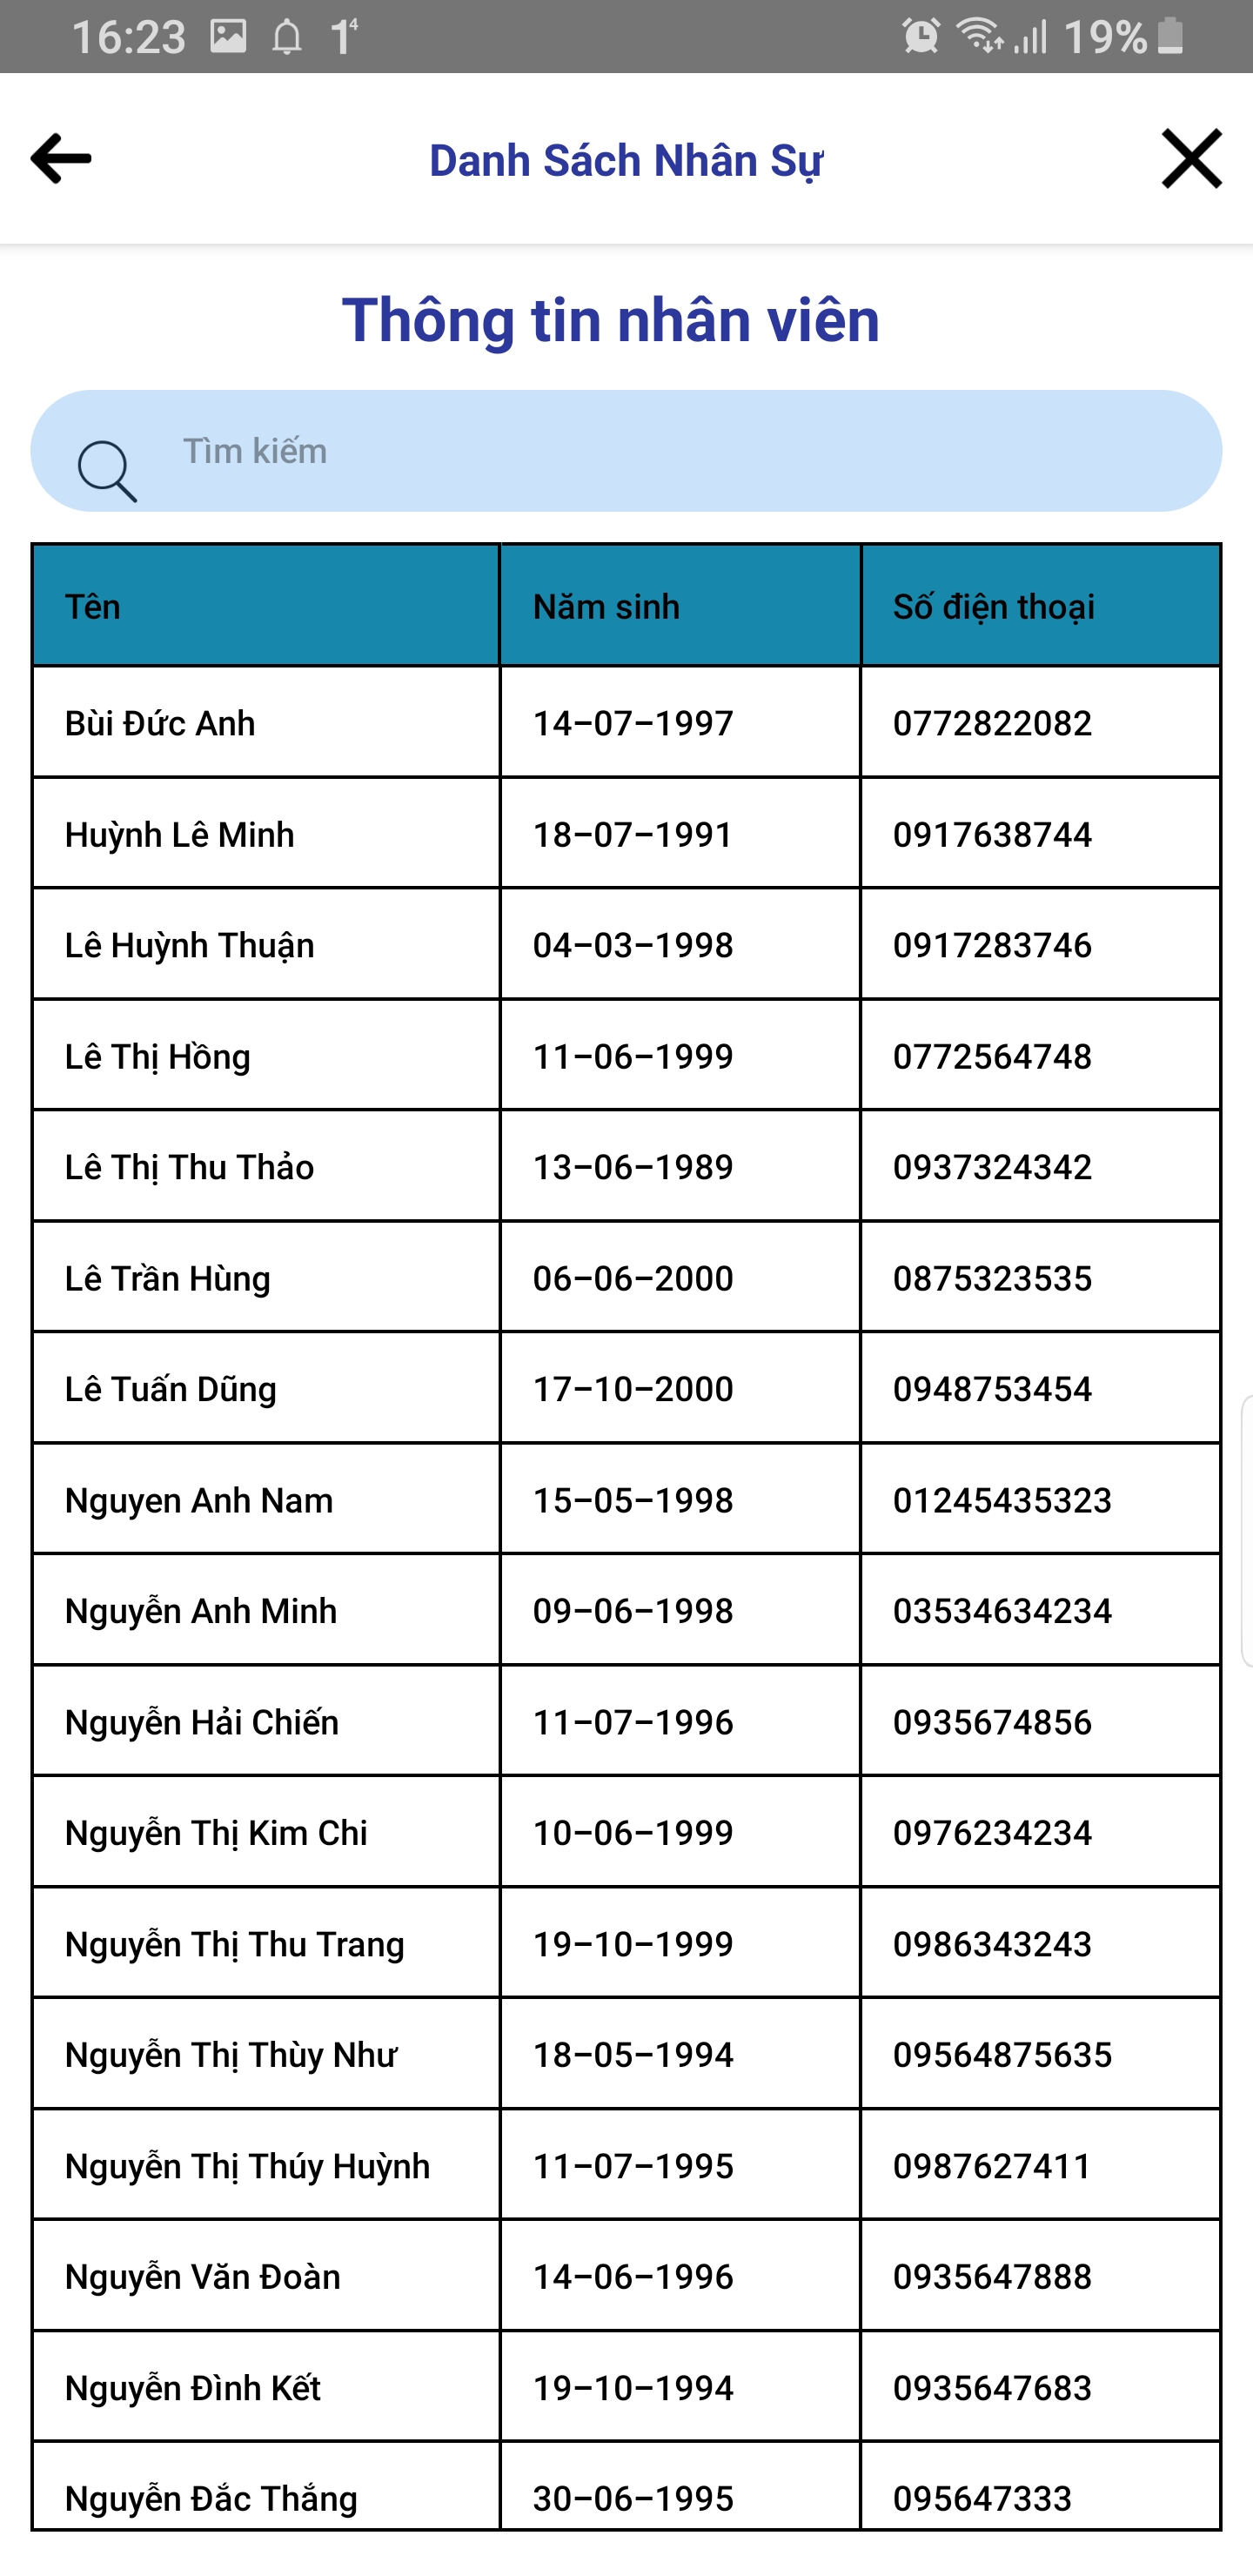 16:23 1⁴ 19%
Danh Sách Nhân Sự
Thông tin nhân viên
Tìm kiếm
Tên Năm sinh Số điện thoại
Bùi Đức Anh 14-07-1997 0772822082
Huỳnh Lê Minh 18-07-1991 0917638744
Lê Huỳnh Thuận 04-03-1998 0917283746
Lê Thị Hồng 11-06-1999 0772564748
Lê Thị Thu Thảo 13-06-1989 0937324342
Lê Trần Hùng 06-06-2000 0875323535
Lê Tuấn Dũng 17-10-2000 0948753454
Nguyen Anh Nam 15-05-1998 01245435323
Nguyễn Anh Minh 09-06-1998 03534634234
Nguyễn Hải Chiến 11-07-1996 0935674856
Nguyễn Thị Kim Chi 10-06-1999 0976234234
Nguyễn Thị Thu Trang 19-10-1999 0986343243
Nguyễn Thị Thùy Như 18-05-1994 09564875635
Nguyễn Thị Thúy Huỳnh 11-07-1995 0987627411
Nguyễn Văn Đoàn 14-06-1996 0935647888
Nguyễn Đình Kết 19-10-1994 0935647683
Nguyễn Đắc Thắng 30-06-1995 095647333